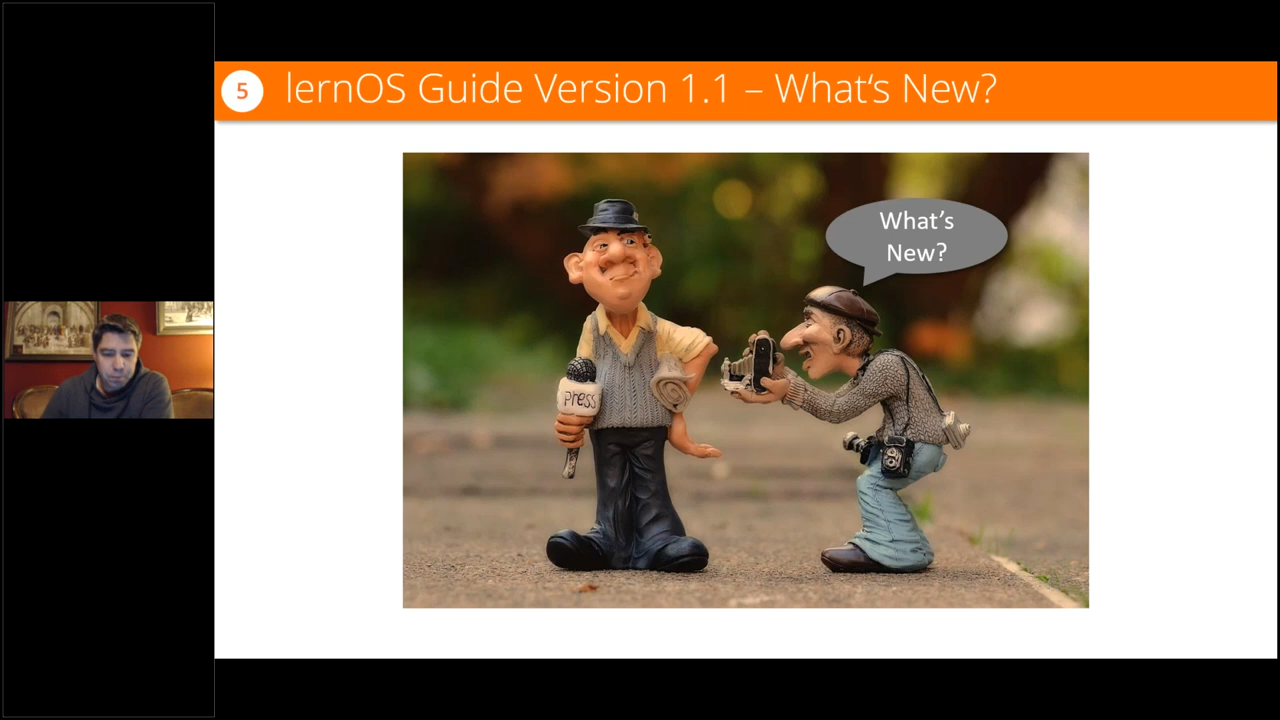 5
lernOS Guide Version 1.1 – What's New?
What's
New?
press